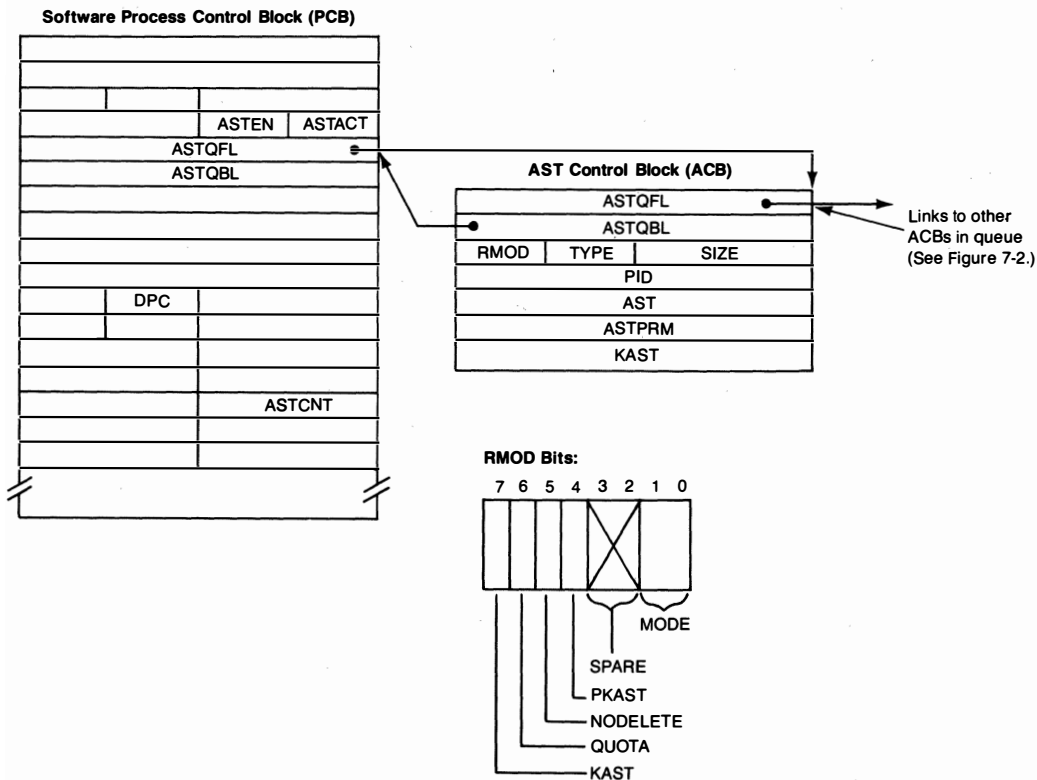 Software Process Control Block (PCB)
ASTEN ASTACT
ASTQFL
ASTQBL
DPC
ASTCNT
AST Control Block (ACB)
ASTQFL
ASTQBL
RMOD TYPE SIZE
PID
AST
ASTPRM
KAST
Links to other
ACBs in queue
(See Figure 7-2.)
RMOD Bits:
7 6 5 4 3 2 1 0
MODE
SPARE
PKAST
NODELETE
QUOTA
KAST